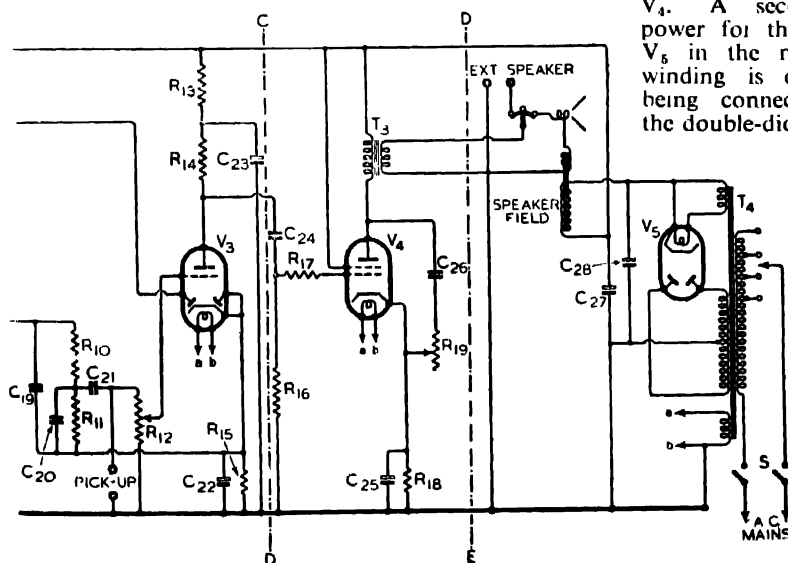 V₄. A sec
power for th
V₅ in the r
winding is
being connec
the double-dic
C
D
EXT SPEAKER
R₁₃
R₁₄
C₂₃
T₃
SPEAKER
FIELD
T₄
V₃
C₂₄
R₁₇
V₄
C₂₆
V₅
C₂₈
C₂₇
a b
a b
R₁₉
R₁₀
C₁₉
C₂₁
R₁₁
R₁₂
R₁₆
R₁₅
C₂₀
PICK-UP
C₂₂
C₂₅
R₁₈
a
b
S
A C
MAINS
D
E